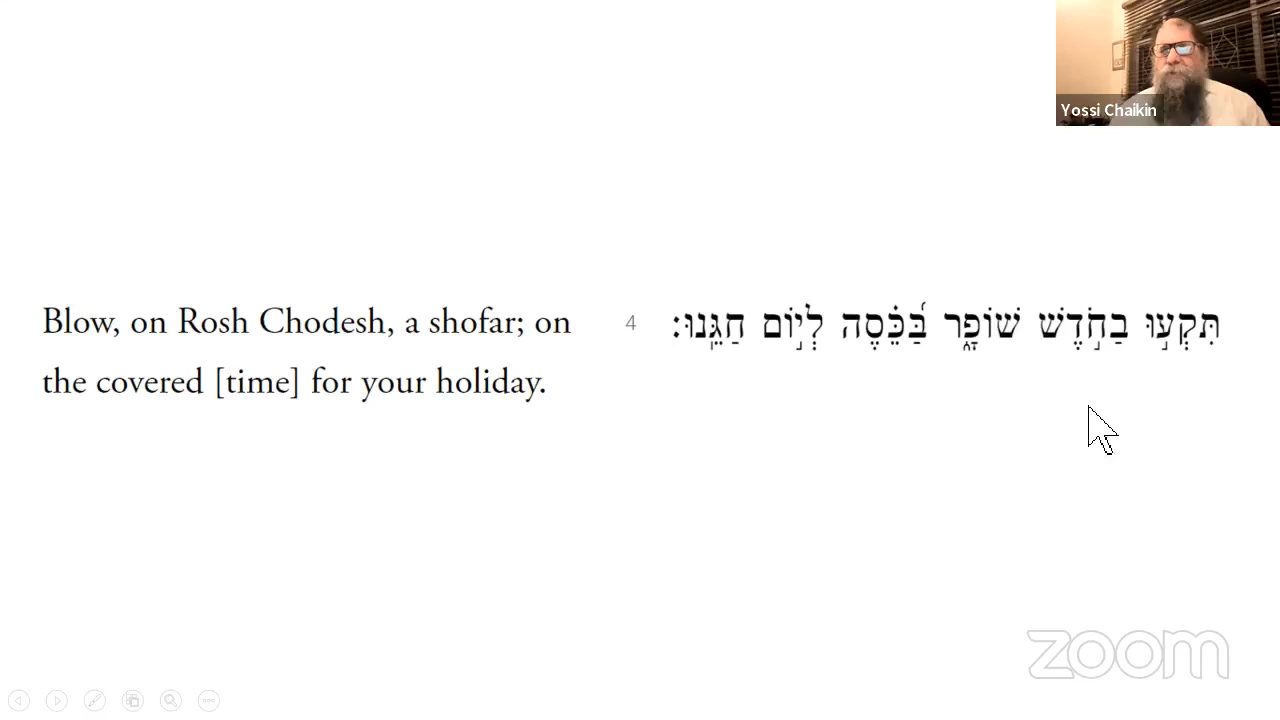 Yossi Chaikin
Blow, on Rosh Chodesh, a shofar; on
the covered [time] for your holiday.
4
תִּקְע֣וּ בַחֹ֣דֶשׁ שׁוֹפָ֑ר בַּ֝כֵּ֗סֶה לְי֣וֹם חַגֵּֽנוּ׃
zoom